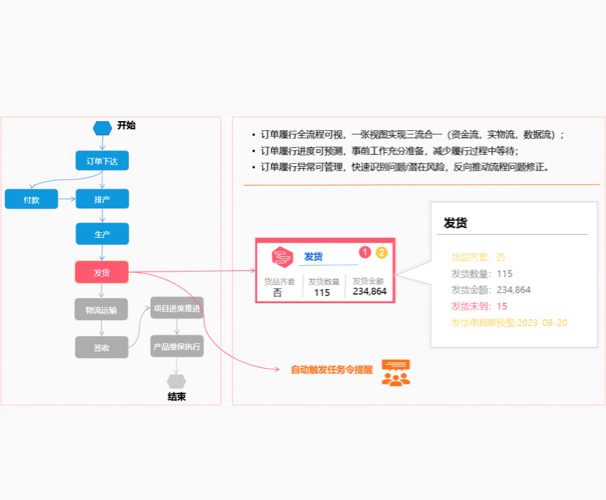 开始
订单下达
付款
排产
生产
发货
物流运输
签收
项目进度推进
产品维保执行
结束
• 订单履行全流程可视，一张视图实现三流合一（资金流，实物流，数据流）；
• 订单履行进度可预测，事前工作充分准备，减少履行过程中等待；
• 订单履行异常可管理，快速识别问题/潜在风险，反向推动流程问题修正。
发货 1 2
货品齐套 发货数量 发货金额
否 115 234,864
自动触发任务令提醒
发货
货品齐套：否
发货数量：115
发货金额：234,864
发货未到：15
发货单超期预警 2023-08-20